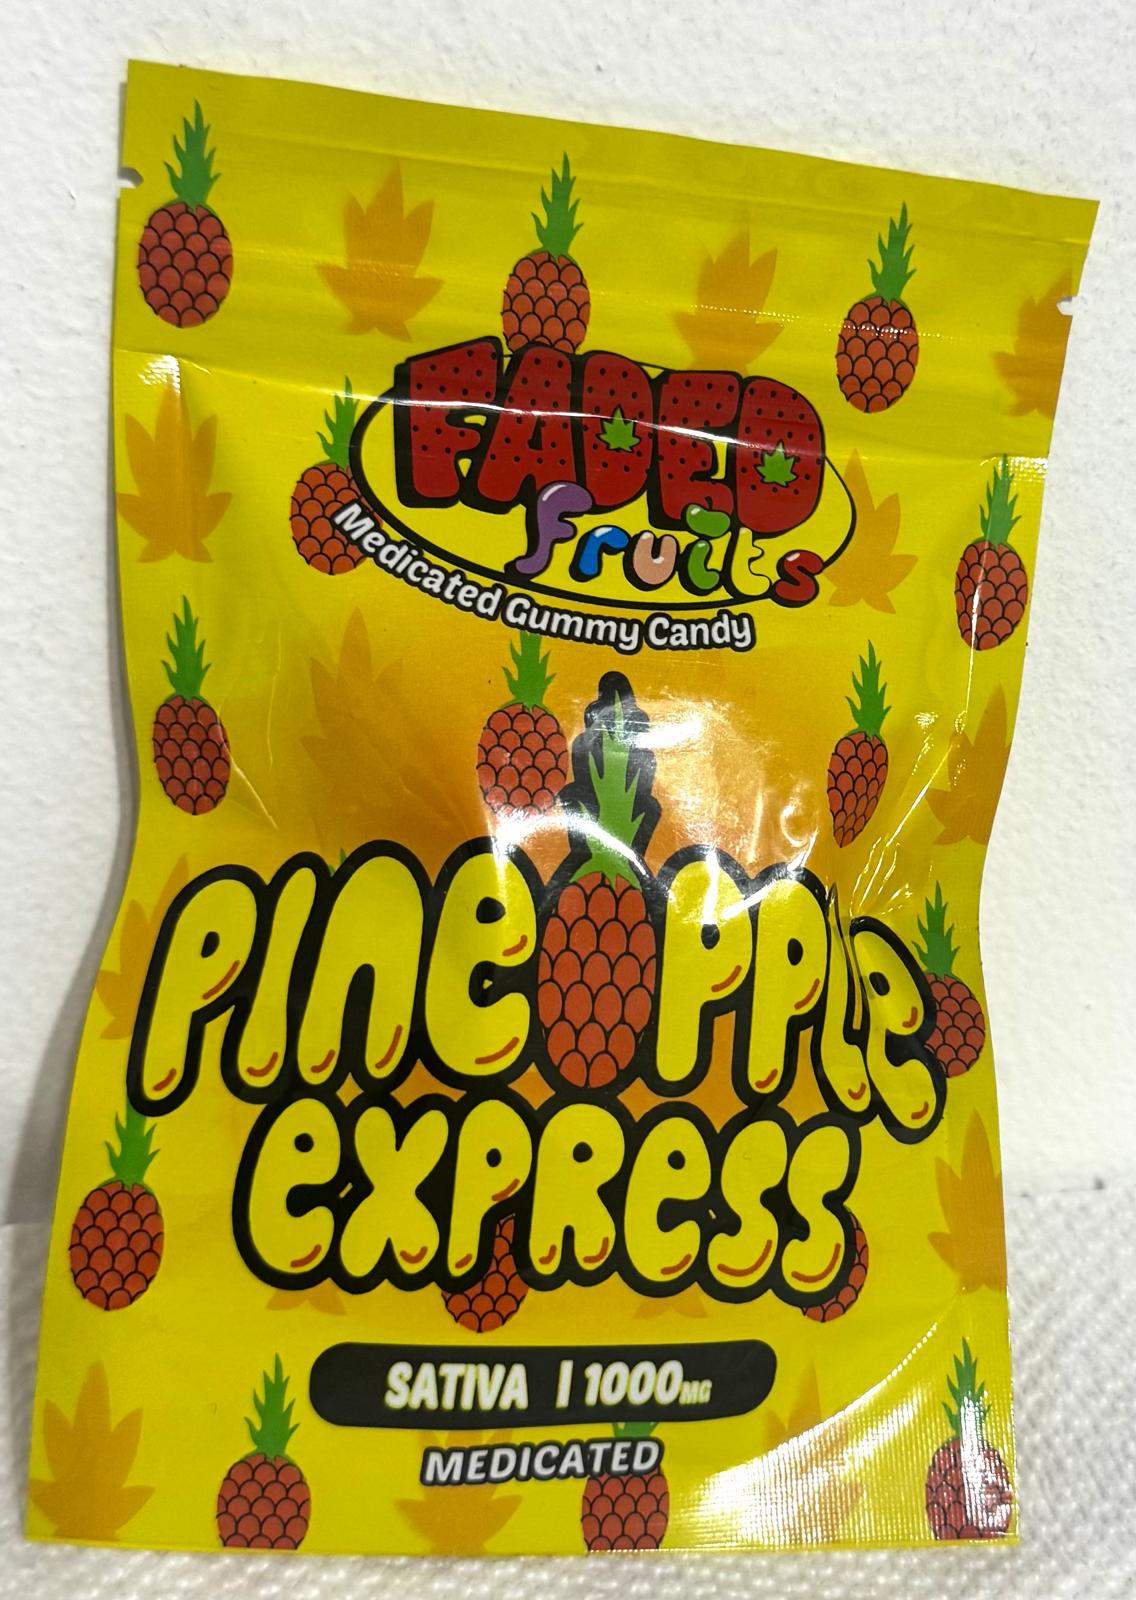 FADED
fruits
Medicated Gummy Candy
PINEAPPLE
EXPRESS
SATIVA | 1000MG
MEDICATED